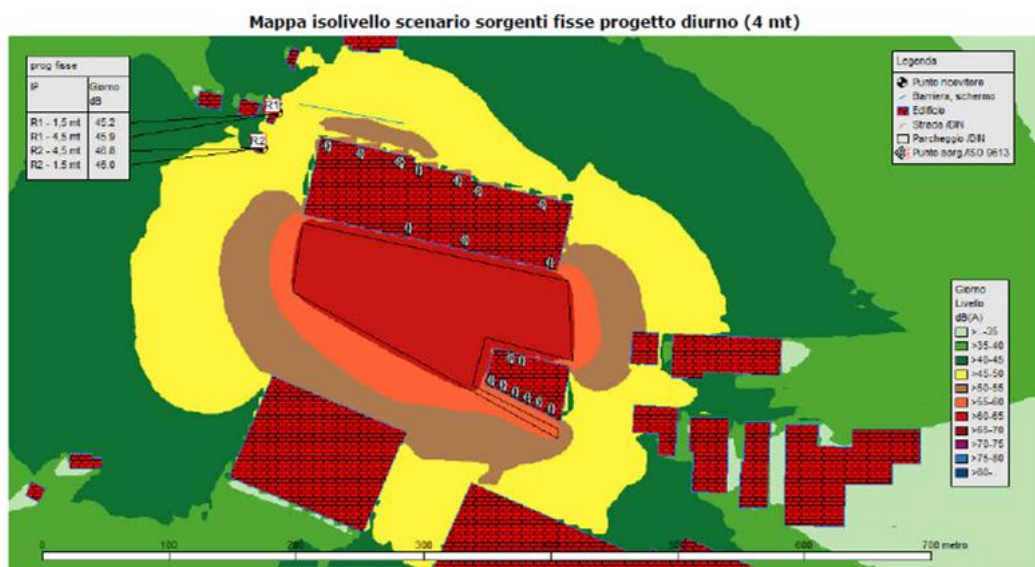 Mappa isolivello scenario sorgenti fisse progetto diurno (4 mt)
prog fisse
IP Giorno
dB
R1 - 1,5 mt 45.2
R1 - 4,5 mt 45.9
R2 - 4,5 mt 46.8
R2 - 1,5 mt 46.0
R1
R2
Legenda
Punto ricevitore
Barriera, schermo
Edificio
Strada /DIN
Parcheggio /DIN
Punto sorg./ISO 9613
Giorno
Livello
dB(A)
>...-35
>35-40
>40-45
>45-50
>50-55
>55-60
>60-65
>65-70
>70-75
>75-80
>80-..
0 100 200 300 400 500 600 700 metro